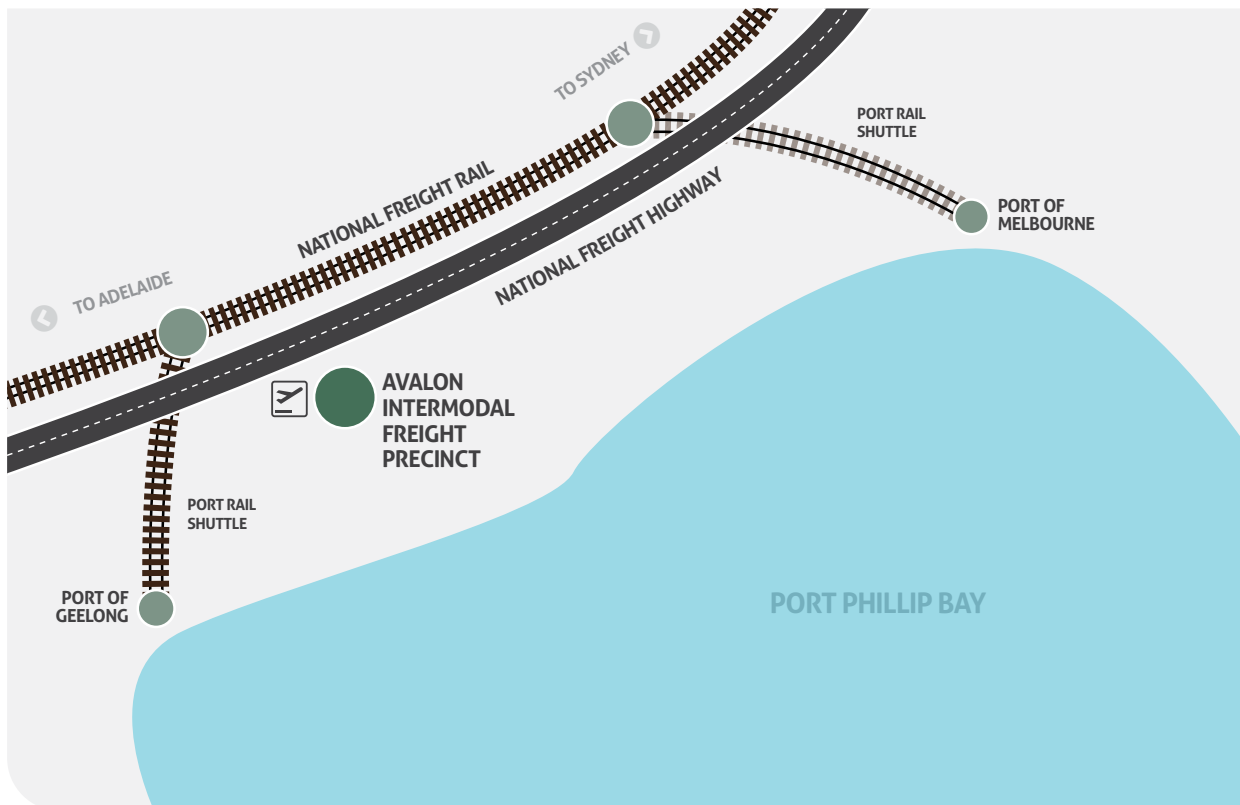 TO SYDNEY
PORT RAIL
SHUTTLE
NATIONAL FREIGHT RAIL
PORT OF
MELBOURNE
NATIONAL FREIGHT HIGHWAY
TO ADELAIDE
AVALON
INTERMODAL
FREIGHT
PRECINCT
PORT RAIL
SHUTTLE
PORT OF
GEELONG
PORT PHILLIP BAY